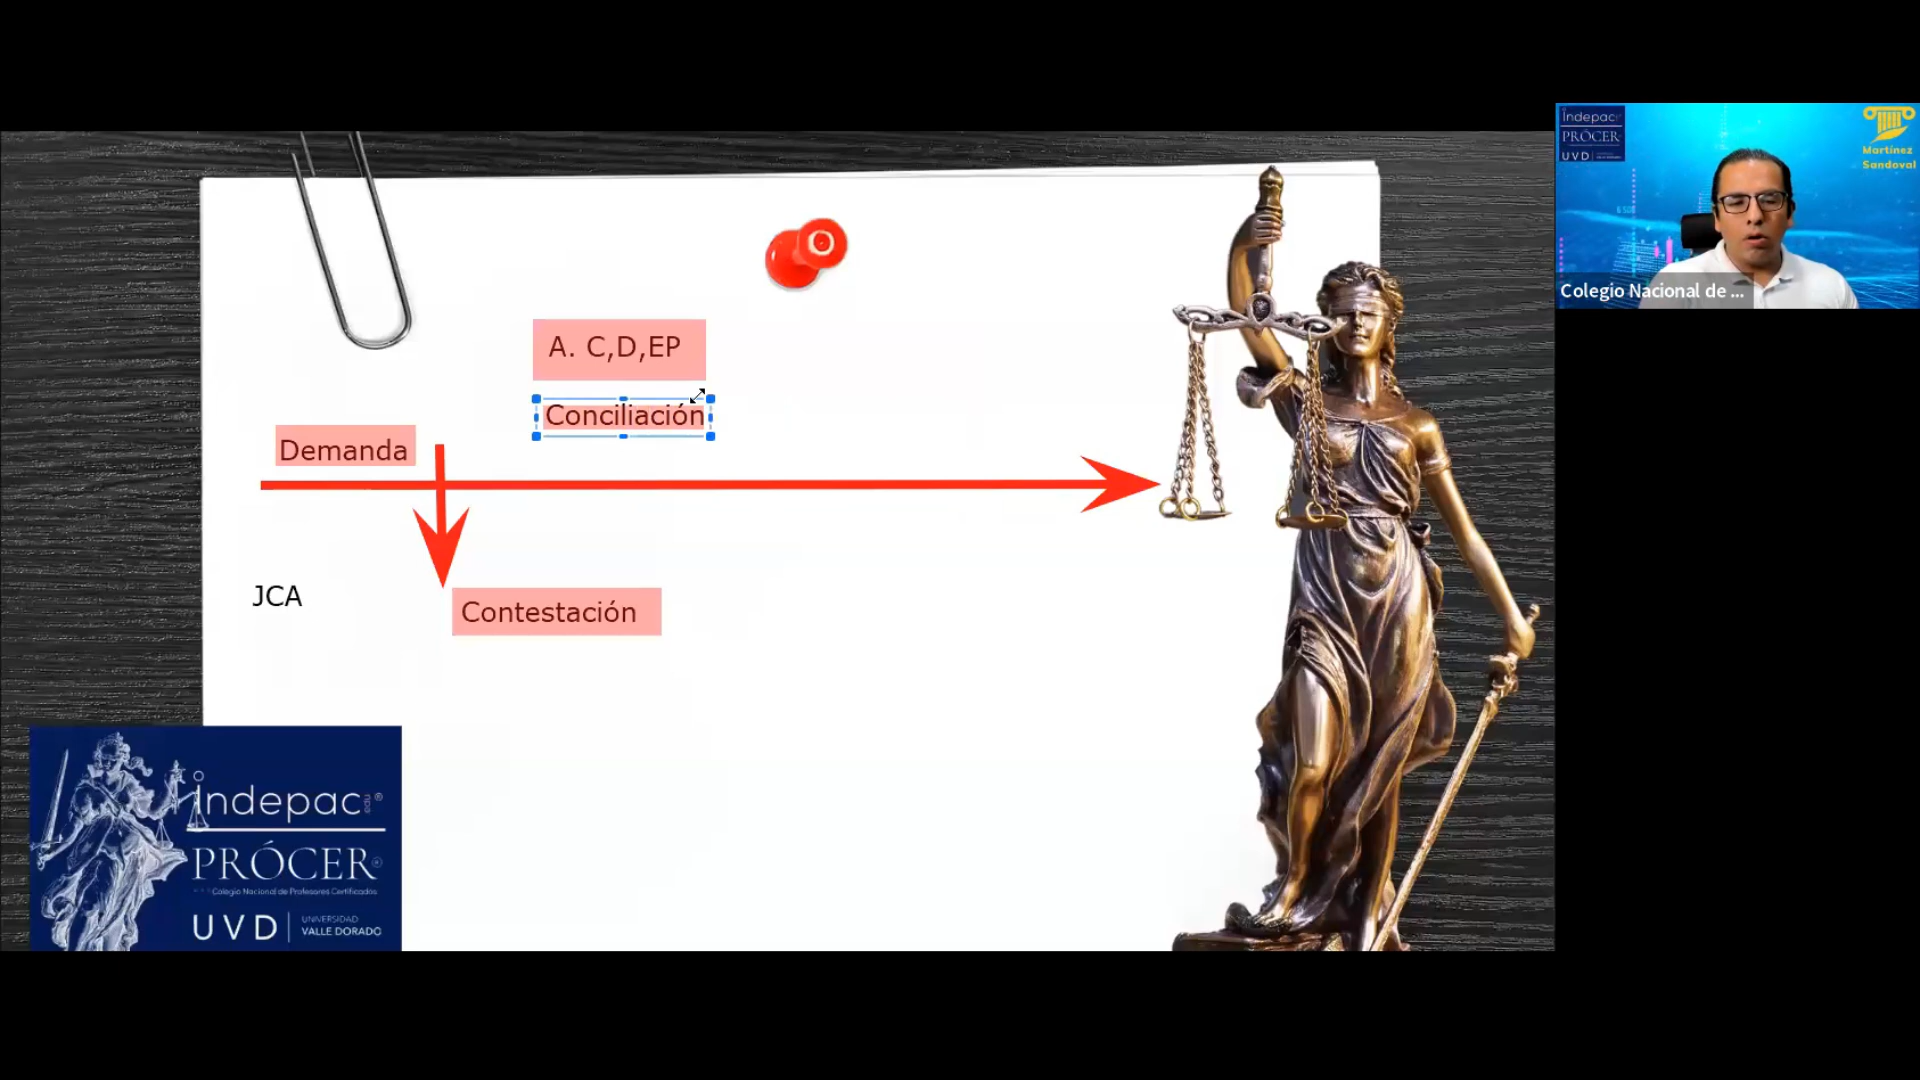 A. C,D,EP
Conciliación
Demanda
JCA
Contestación
indepac®
.edu
PRÓCER®
Colegio Nacional de Profesores Certificados
UVD | UNIVERSIDAD
VALLE DORADO
indepac
PRÓCER
UVD
Martínez
Sandoval
Colegio Nacional de ...